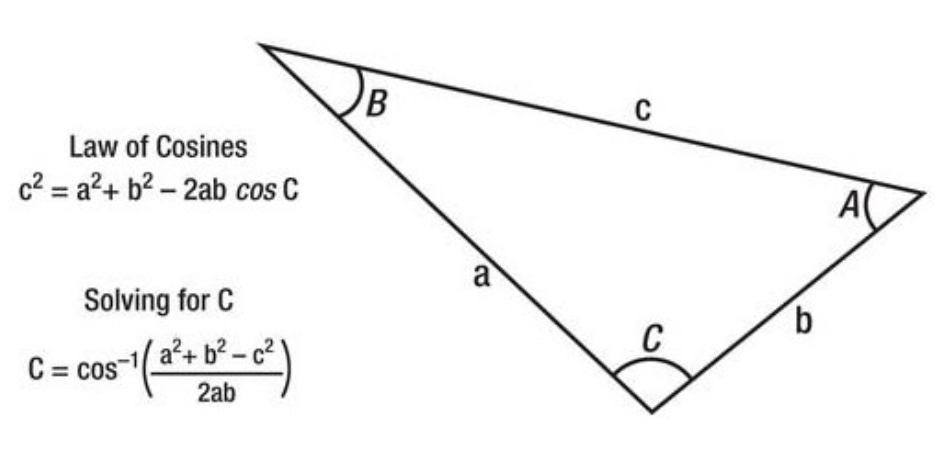 Law of Cosines
c² = a² + b² – 2ab cos C
Solving for C
C = cos⁻¹( (a² + b² – c²) / 2ab )
B
c
A
a
b
C